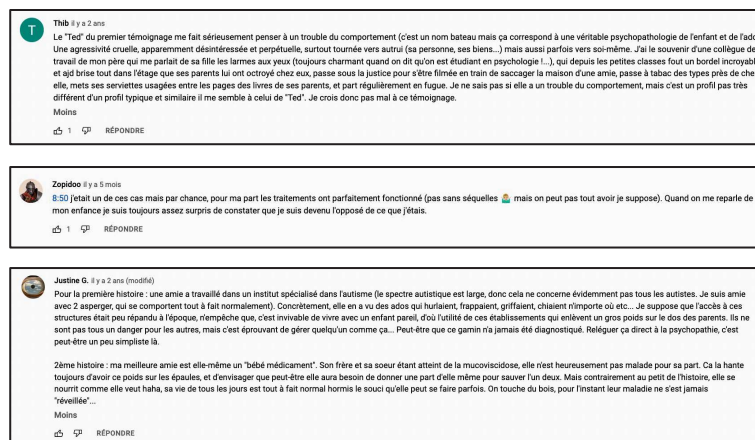 T
Thib il y a 2 ans
Le "Ted" du premier témoignage me fait sérieusement penser à un trouble du comportement (c'est un nom bateau mais ça correspond à une véritable psychopathologie de l'enfant et de l'ado
Une agressivité cruelle, apparemment désintéressée et perpétuelle, surtout tournée vers autrui (sa personne, ses biens...) mais aussi parfois vers soi-même. J'ai le souvenir d'une collègue de
travail de mon père qui me parlait de sa fille les larmes aux yeux (toujours charmant quand on dit qu'on est étudiant en psychologie !...), qui depuis les petites classes fout un bordel incroyabl
et ajd brise tout dans l'étage que ses parents lui ont octroyé chez eux, passe sous la justice pour s'être filmée en train de saccager la maison d'une amie, passe à tabac des types près de che
elle, mets ses serviettes usagées entre les pages des livres de ses parents, et part régulièrement en fugue. Je ne sais pas si elle a un trouble du comportement, mais c'est un profil pas très
différent d'un profil typique et similaire il me semble à celui de "Ted". Je crois donc pas mal à ce témoignage.
Moins
1 RÉPONDRE
Zopidoo il y a 5 mois
8:50 j'etait un de ces cas mais par chance, pour ma part les traitements ont parfaitement fonctionné (pas sans séquelles 🤷 mais on peut pas tout avoir je suppose). Quand on me reparle de
mon enfance je suis toujours assez surpris de constater que je suis devenu l'opposé de ce que j'étais.
1 RÉPONDRE
Justine G. il y a 2 ans (modifié)
Pour la première histoire : une amie a travaillé dans un institut spécialisé dans l'autisme (le spectre autistique est large, donc cela ne concerne évidemment pas tous les autistes. Je suis amie
avec 2 asperger, qui se comportent tout à fait normalement). Concrètement, elle en a vu des ados qui hurlaient, frappaient, griffaient, chiaient n'importe où etc... Je suppose que l'accès à ces
structures était peu répandu à l'époque, n'empêche que, c'est invivable de vivre avec un enfant pareil, d'où l'utilité de ces établissements qui enlèvent un gros poids sur le dos des parents. Ils ne
sont pas tous un danger pour les autres, mais c'est éprouvant de gérer quelqu'un comme ça... Peut-être que ce gamin n'a jamais été diagnostiqué. Reléguer ça direct à la psychopathie, c'est
peut-être un peu simpliste là.
2ème histoire : ma meilleure amie est elle-même un "bébé médicament". Son frère et sa soeur étant atteint de la mucoviscidose, elle n'est heureusement pas malade pour sa part. Ca la hante
toujours d'avoir ce poids sur les épaules, et d'envisager que peut-être elle aura besoin de donner une part d'elle même pour sauver l'un deux. Mais contrairement au petit de l'histoire, elle se
nourrit comme elle veut haha, sa vie de tous les jours est tout à fait normal hormis le souci qu'elle peut se faire parfois. On touche du bois, pour l'instant leur maladie ne s'est jamais
"réveillée"...
Moins
RÉPONDRE